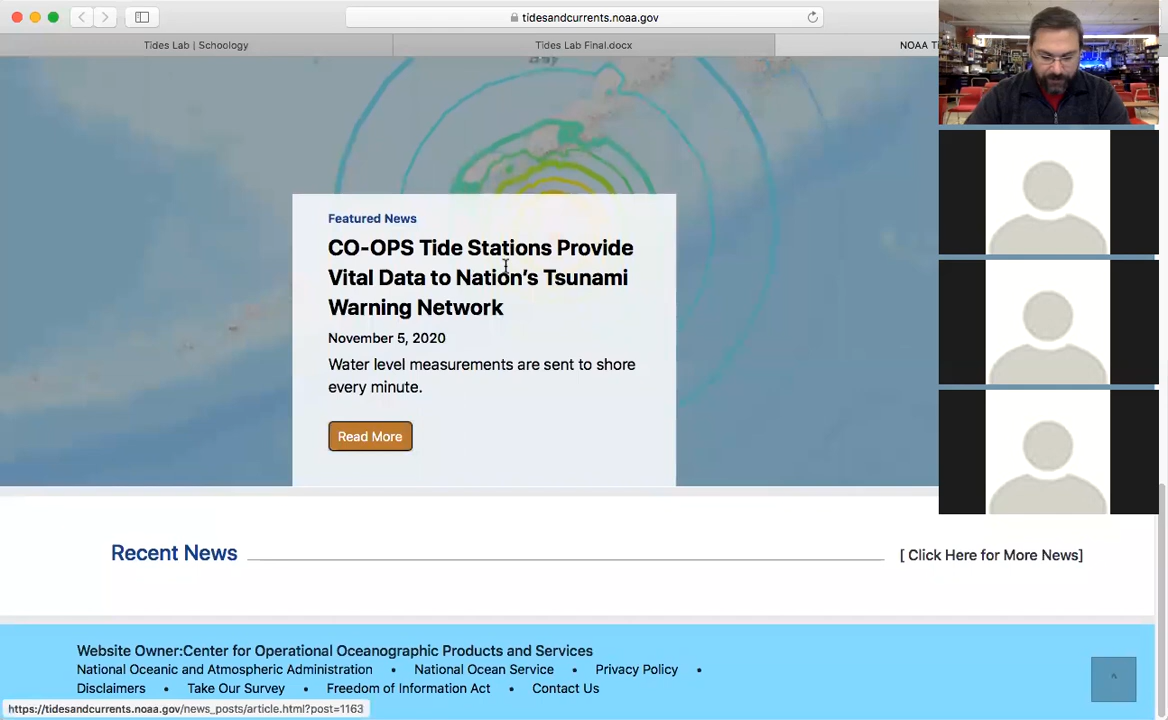 tidesandcurrents.noaa.gov
Tides Lab | Schoology
Tides Lab Final.docx
NOAA
Featured News
CO-OPS Tide Stations Provide
Vital Data to Nation's Tsunami
Warning Network
November 5, 2020
Water level measurements are sent to shore
every minute.
Read More
Recent News
[ Click Here for More News]
Website Owner:Center for Operational Oceanographic Products and Services
National Oceanic and Atmospheric Administration • National Ocean Service • Privacy Policy •
Disclaimers • Take Our Survey • Freedom of Information Act • Contact Us
https://tidesandcurrents.noaa.gov/news_posts/article.html?post=1163